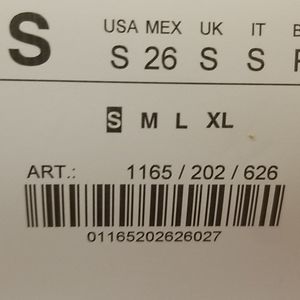 S
USA MEX UK IT
S 26 S S
S M L XL
ART.: 1165 / 202 / 626
01165202626027